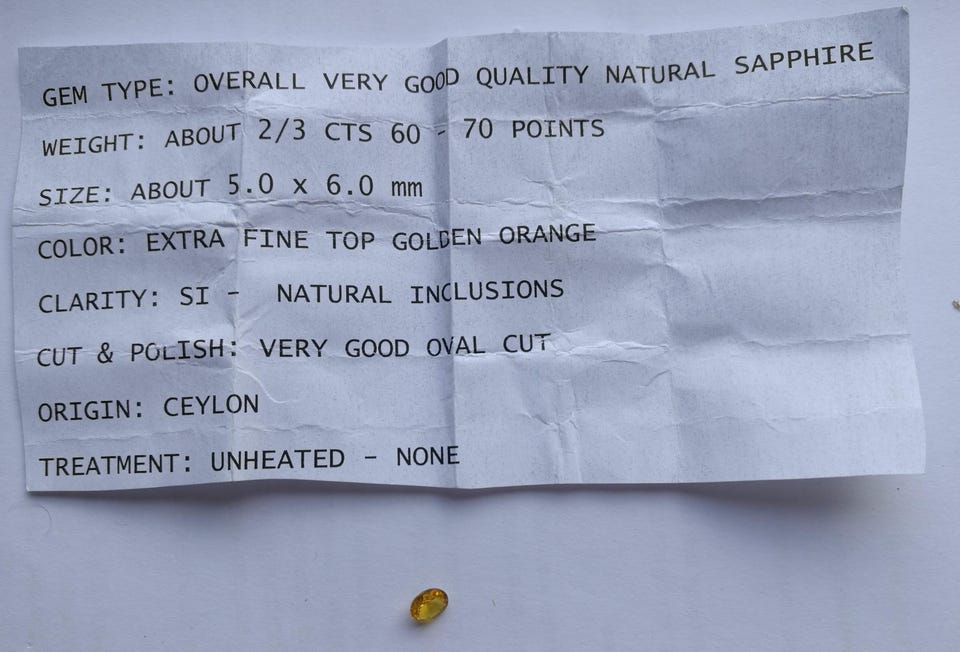 GEM TYPE: OVERALL VERY GOOD QUALITY NATURAL SAPPHIRE
WEIGHT: ABOUT 2/3 CTS 60 - 70 POINTS
SIZE: ABOUT 5.0 x 6.0 mm
COLOR: EXTRA FINE TOP GOLDEN ORANGE
CLARITY: SI - NATURAL INCLUSIONS
CUT & POLISH: VERY GOOD OVAL CUT
ORIGIN: CEYLON
TREATMENT: UNHEATED - NONE